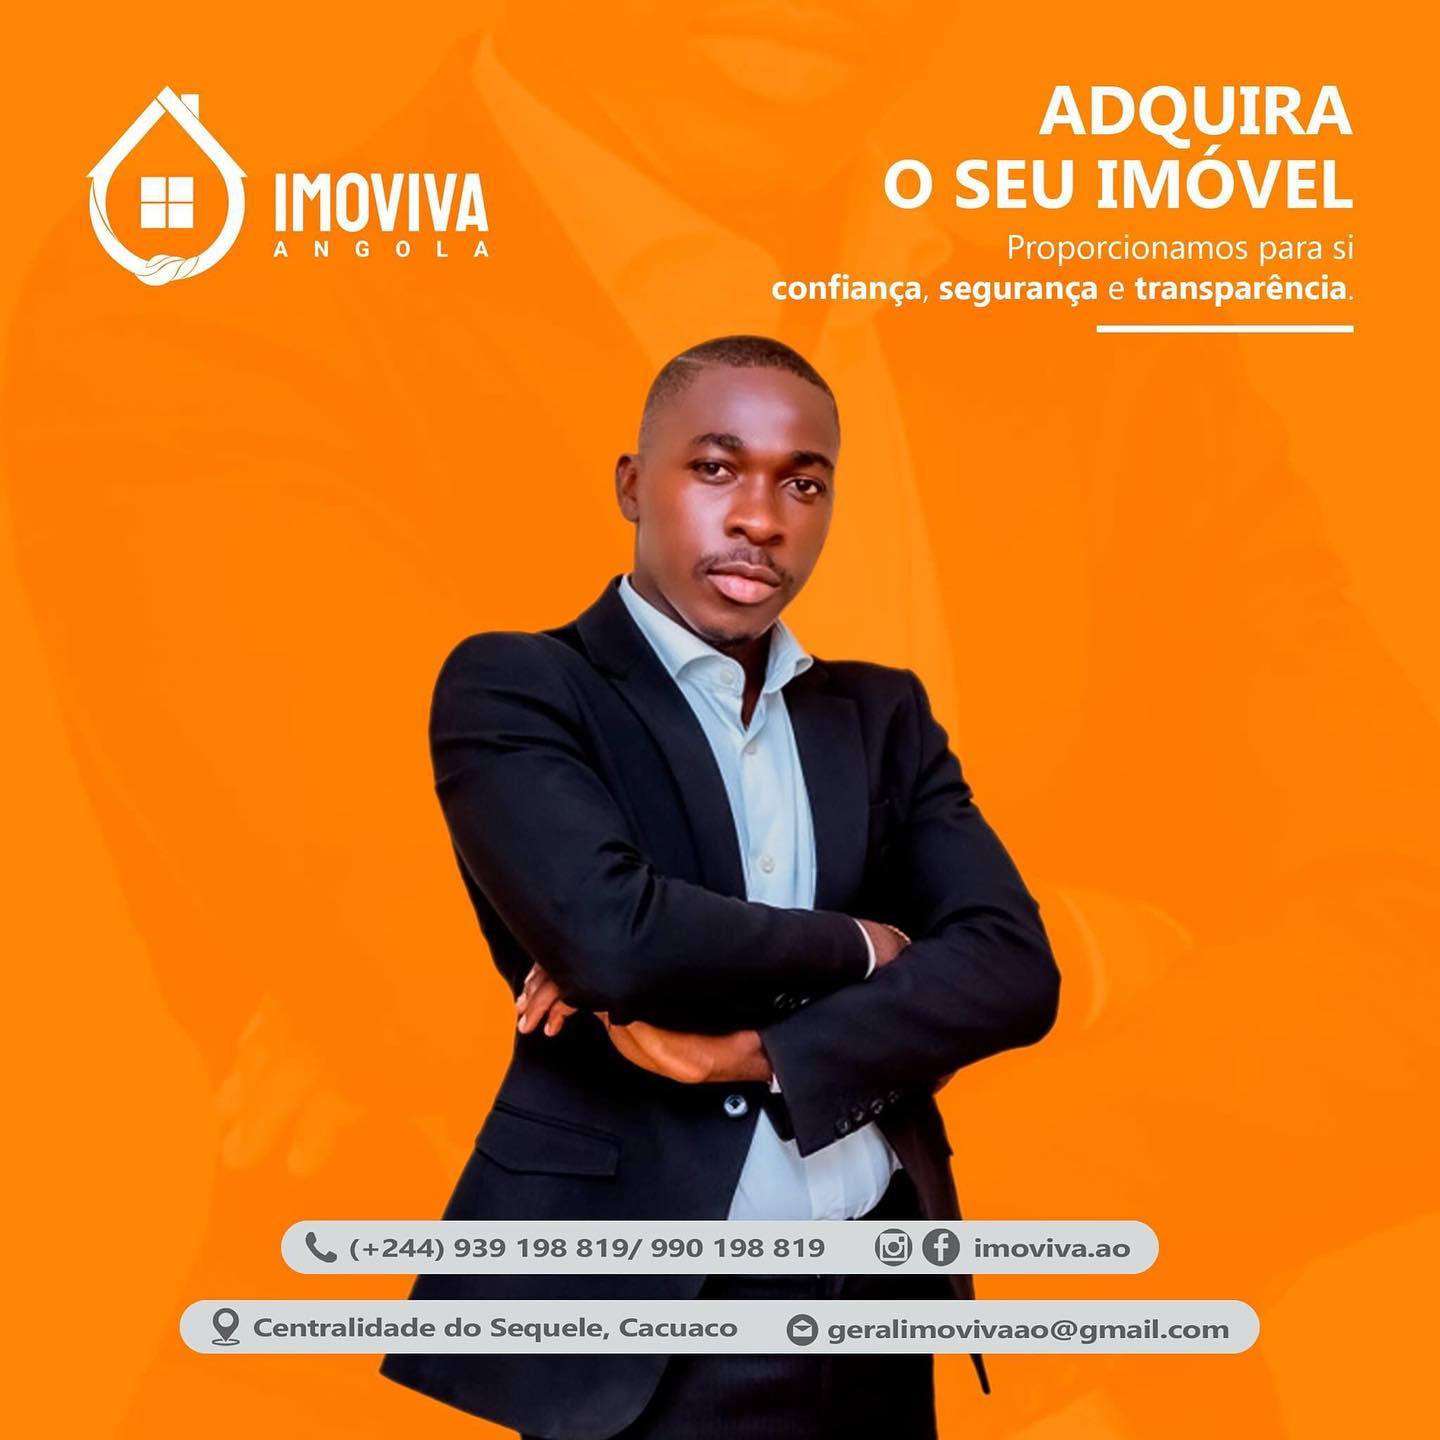 IMOVIVA
ANGOLA
ADQUIRA
O SEU IMÓVEL
Proporcionamos para si
confiança, segurança e transparência.
(+244) 939 198 819/ 990 198 819
imoviva.ao
Centralidade do Sequele, Cacuaco
geralimovivaao@gmail.com